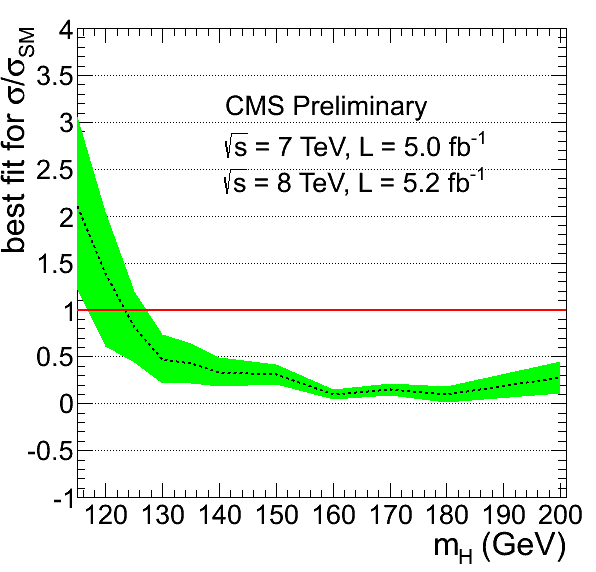 best fit for σ/σSM
4
3.5
3
2.5
2
1.5
1
0.5
0
-0.5
-1
CMS Preliminary
√s = 7 TeV, L = 5.0 fb-1
√s = 8 TeV, L = 5.2 fb-1
120 130 140 150 160 170 180 190 200
mH (GeV)